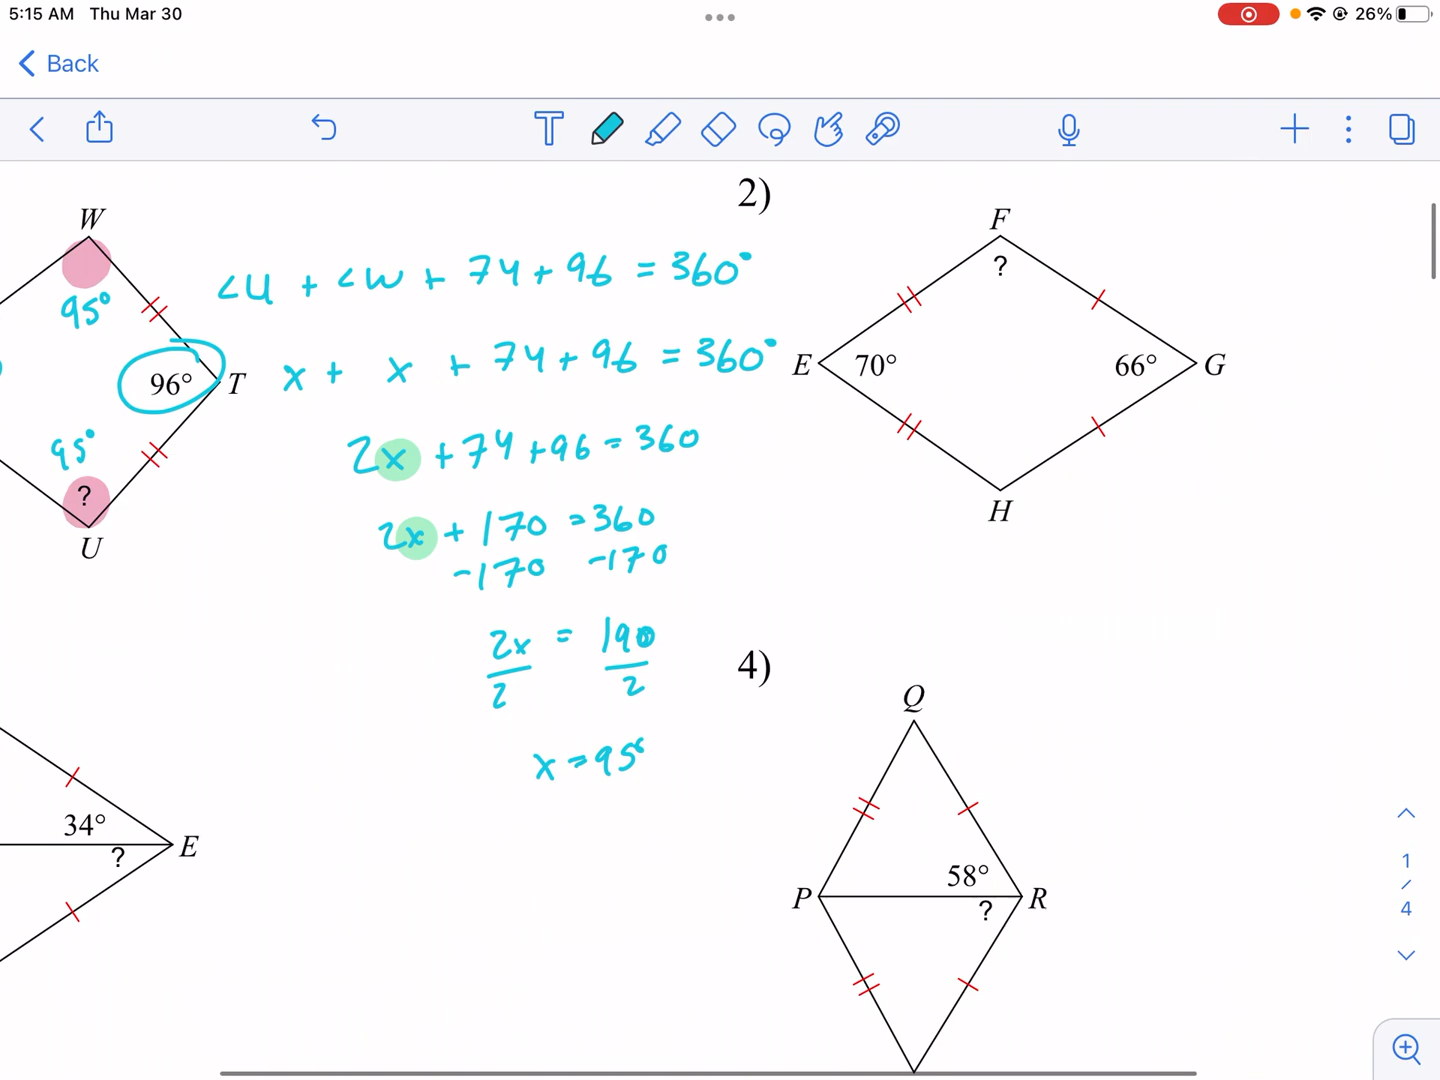 5:15 AM Thu Mar 30
26%
Back
2)
W
<U + <W + 74 + 96 = 360°
95°
F
?
x + x + 74 + 96 = 360°
96° T
E 70°
66° G
2x + 74 + 96 = 360
95°
?
U
H
2x + 170 = 360
-170 -170
2x = 190
2 2
4)
x = 95°
Q
34°
? E
58°
P R
?
1
/
4